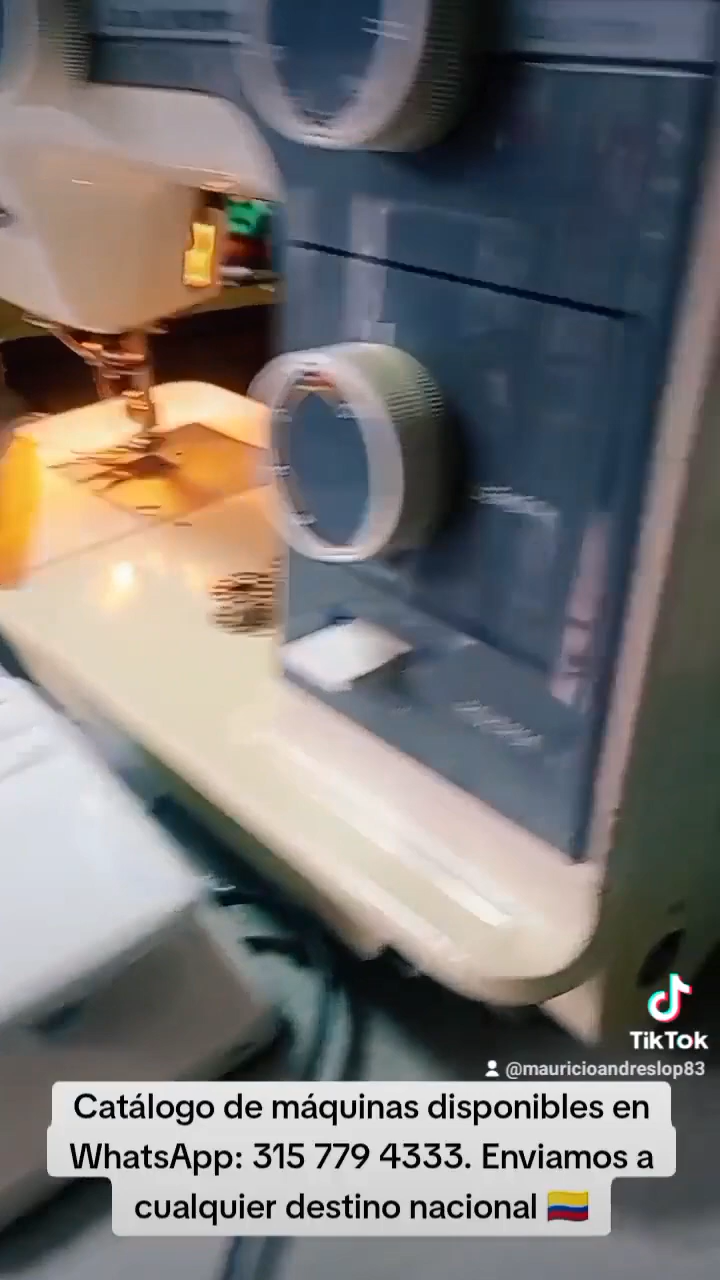 TikTok
@mauricioandreslop83
Catálogo de máquinas disponibles en
WhatsApp: 315 779 4333. Enviamos a
cualquier destino nacional 🇨🇴